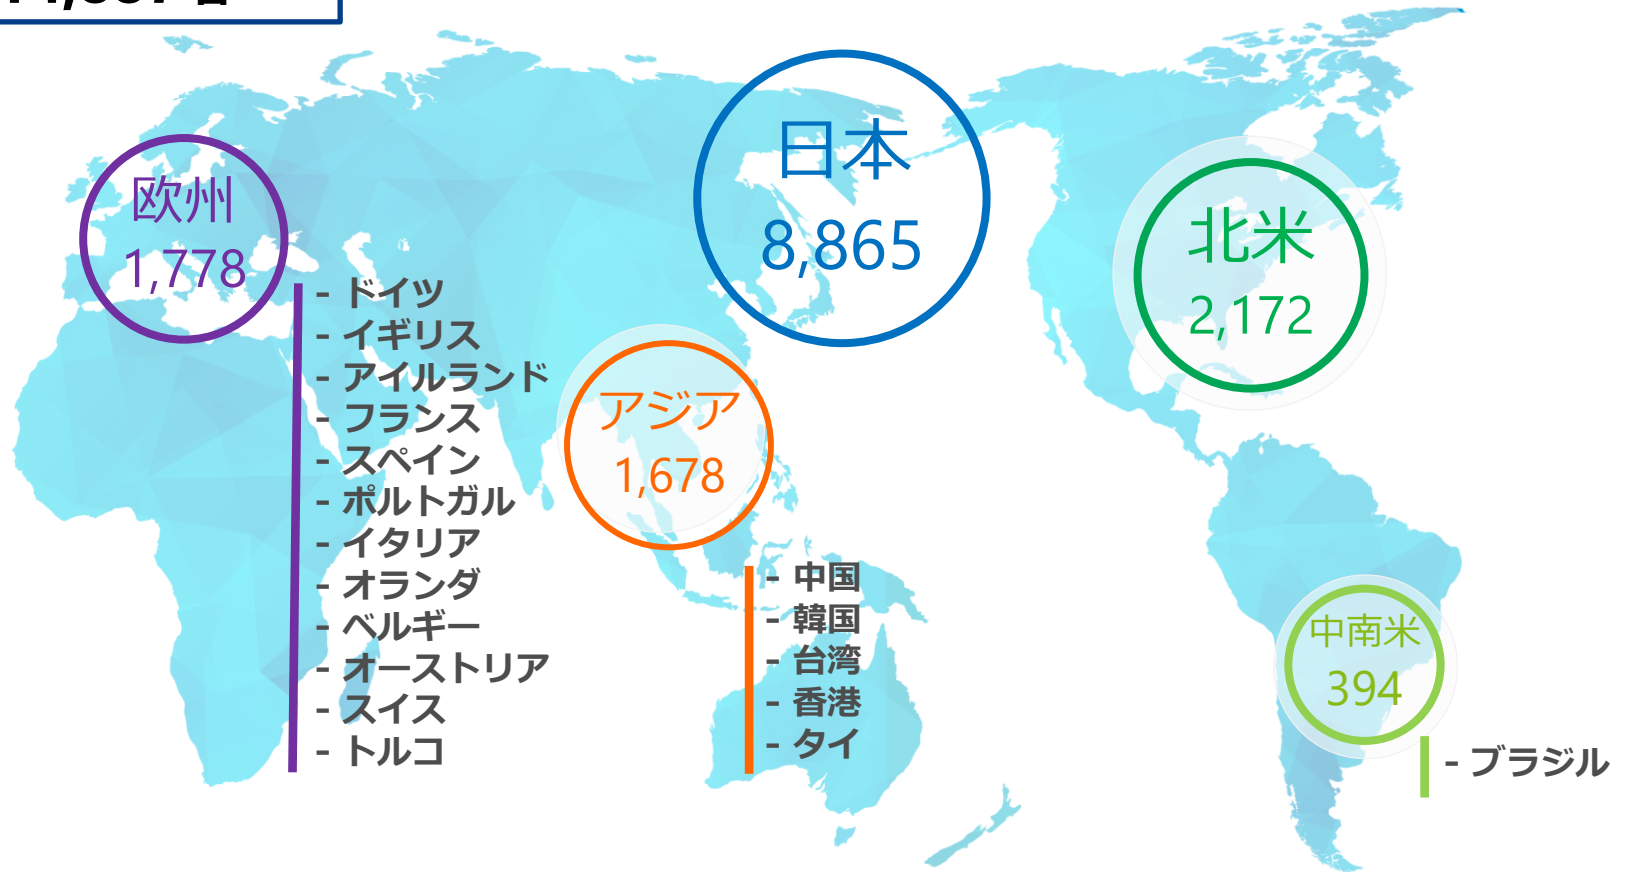 日本
8,865
欧州
1,778
北米
2,172
アジア
1,678
中南米
394
- ドイツ
- イギリス
- アイルランド
- フランス
- スペイン
- ポルトガル
- イタリア
- オランダ
- ベルギー
- オーストリア
- スイス
- トルコ
- 中国
- 韓国
- 台湾
- 香港
- タイ
- ブラジル